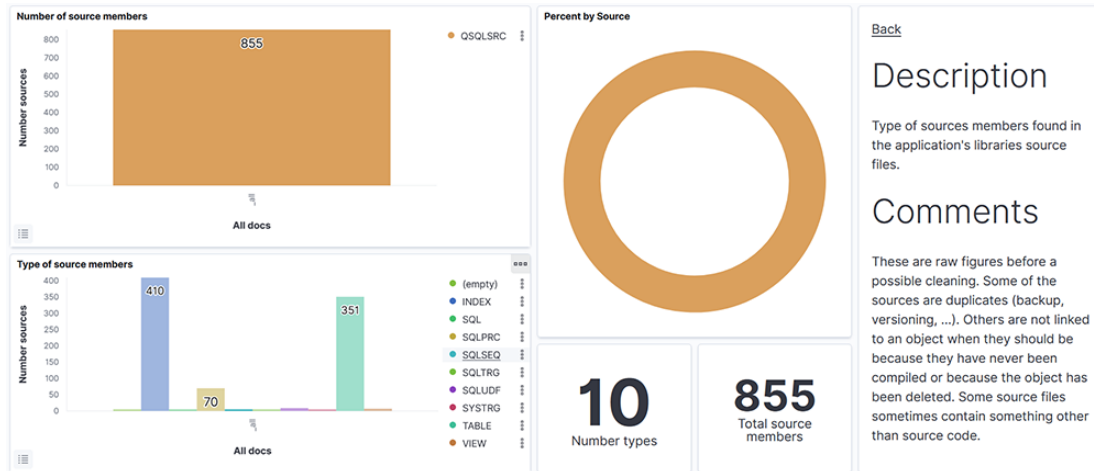 Number of source members
800
700
600
500
400
300
200
100
0
Number sources
855
All docs
QSQLSRC
Percent by Source
Back
Description
Type of sources members found in
the application's libraries source
files.
Comments
These are raw figures before a
possible cleaning. Some of the
sources are duplicates (backup,
versioning, ...). Others are not linked
to an object when they should be
because they have never been
compiled or because the object has
been deleted. Some source files
sometimes contain something other
than source code.
Type of source members
400
350
300
250
200
150
100
50
0
Number sources
410
70
351
All docs
(empty)
INDEX
SQL
SQLPRC
SQLSEQ
SQLTRG
SQLUDF
SYSTRG
TABLE
VIEW
10
Number types
855
Total source
members